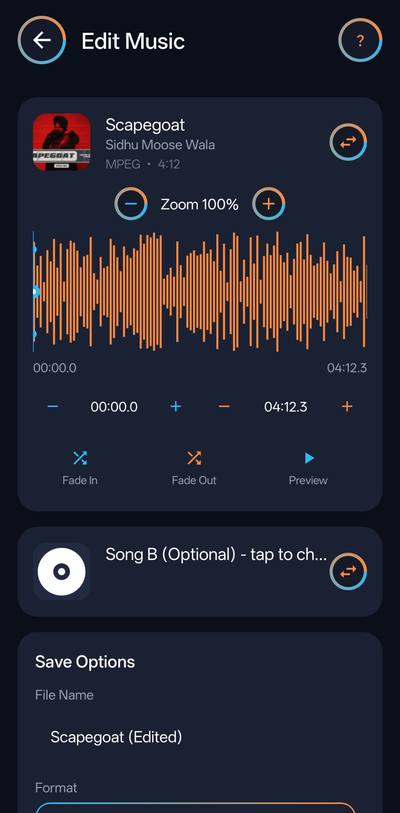 Edit Music
?
Scapegoat
Sidhu Moose Wala
MPEG • 4:12
Zoom 100%
00:00.0 04:12.3
00:00.0 04:12.3
Fade In Fade Out Preview
Song B (Optional) - tap to ch...
Save Options
File Name
Scapegoat (Edited)
Format